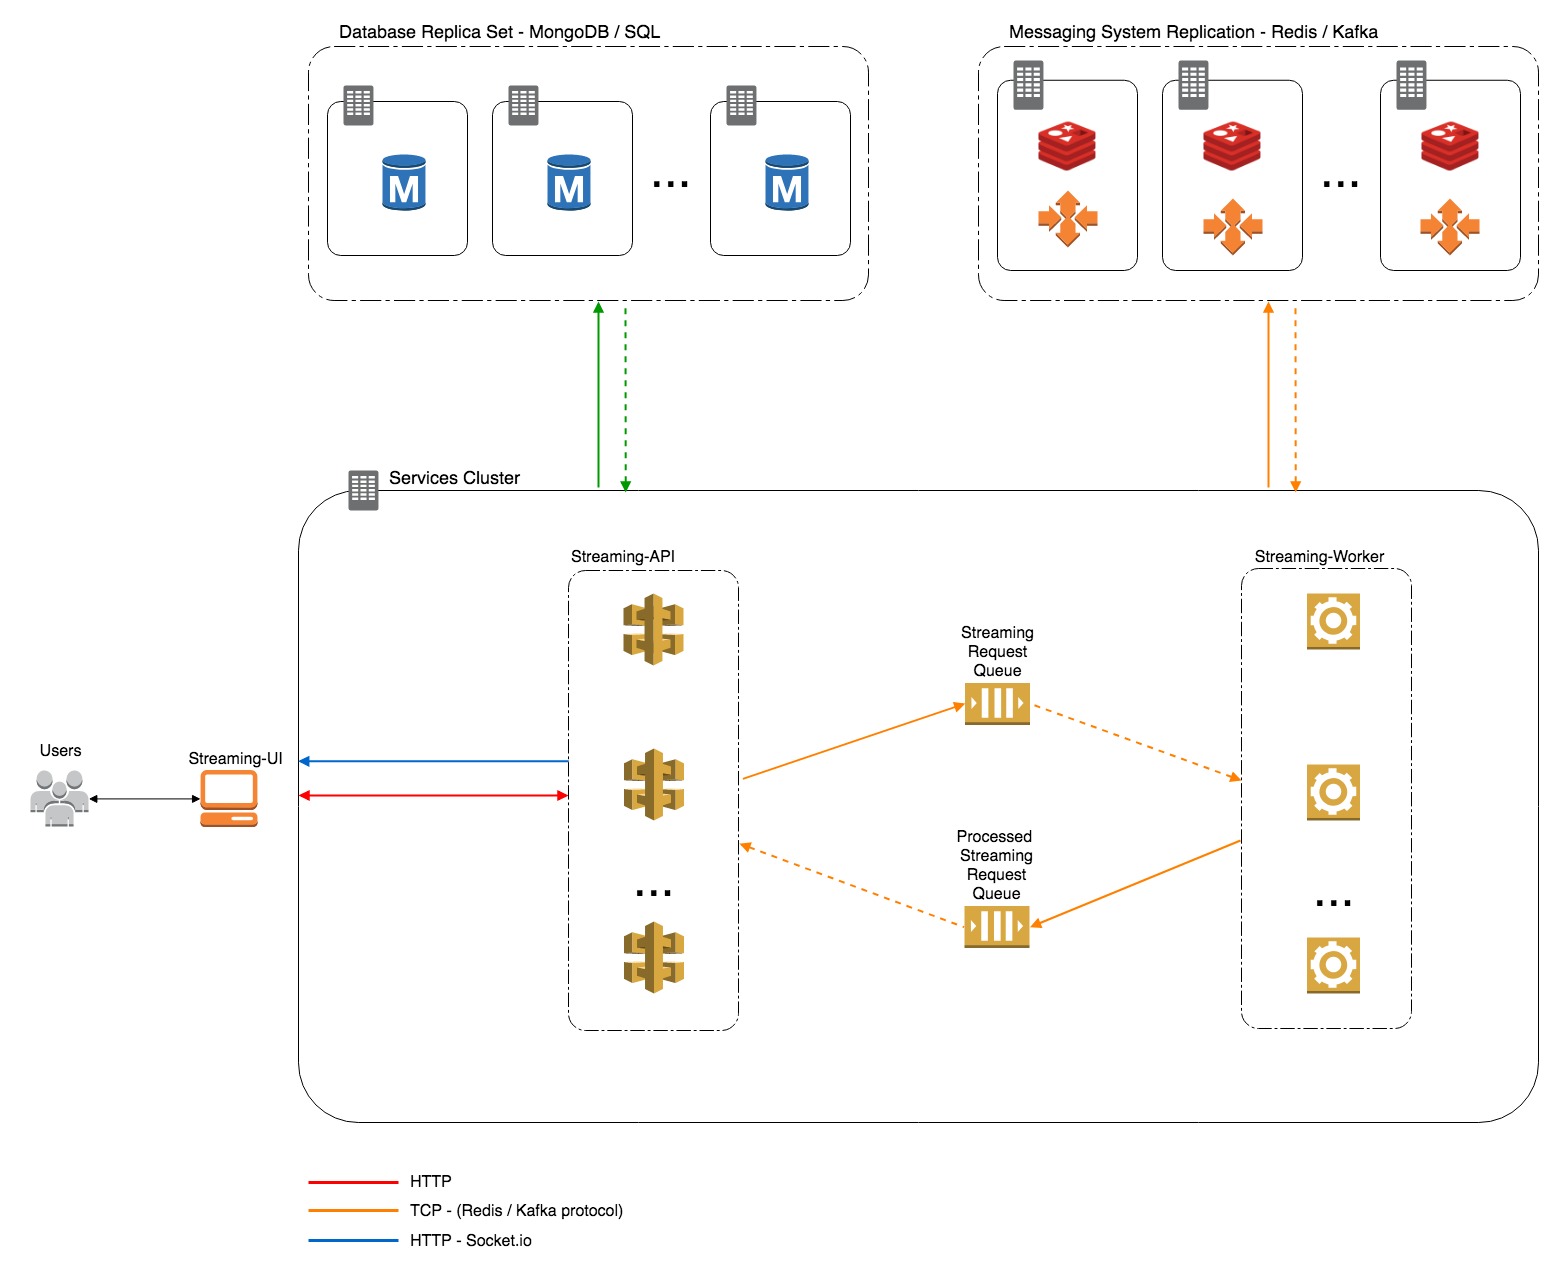 Database Replica Set - MongoDB / SQL
Messaging System Replication - Redis / Kafka
M
M
...
M
...
Services Cluster
Streaming-API
Streaming-Worker
Streaming
Request
Queue
Users
Streaming-UI
Processed
Streaming
Request
Queue
...
...
HTTP
TCP - (Redis / Kafka protocol)
HTTP - Socket.io